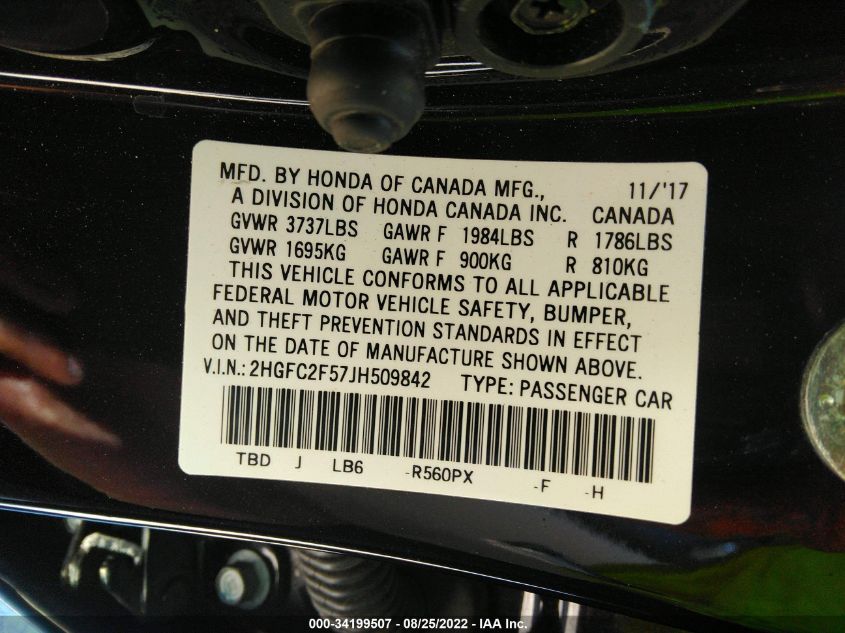 MFD. BY HONDA OF CANADA MFG., 11/'17
A DIVISION OF HONDA CANADA INC. CANADA
GVWR 3737LBS GAWR F 1984LBS R 1786LBS
GVWR 1695KG GAWR F 900KG R 810KG
THIS VEHICLE CONFORMS TO ALL APPLICABLE
FEDERAL MOTOR VEHICLE SAFETY, BUMPER,
AND THEFT PREVENTION STANDARDS IN EFFECT
ON THE DATE OF MANUFACTURE SHOWN ABOVE.
V.I.N.: 2HGFC2F57JH509842 TYPE: PASSENGER CAR
TBD J LB6 -R560PX -F -H
000-34199507 - 08/25/2022 - IAA Inc.